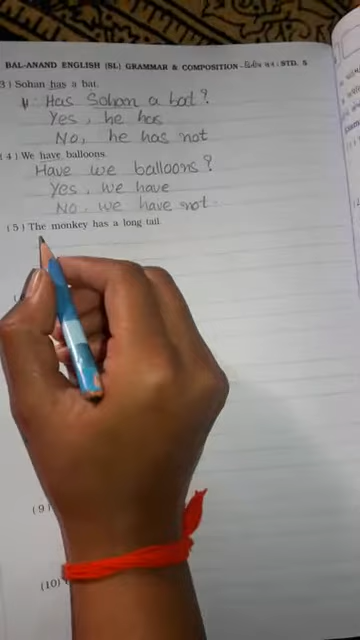 BAL-ANAND ENGLISH (SL) GRAMMAR & COMPOSITION - દ્વિતીય સત્ર : STD. 5
3) Sohan has a bat.
Has Sohan a bat?
Yes, he has
No, he has not
(4) We have balloons.
Have we balloons?
Yes, we have
No, we have not.
(5) The monkey has a long tail.
(9)
(10)